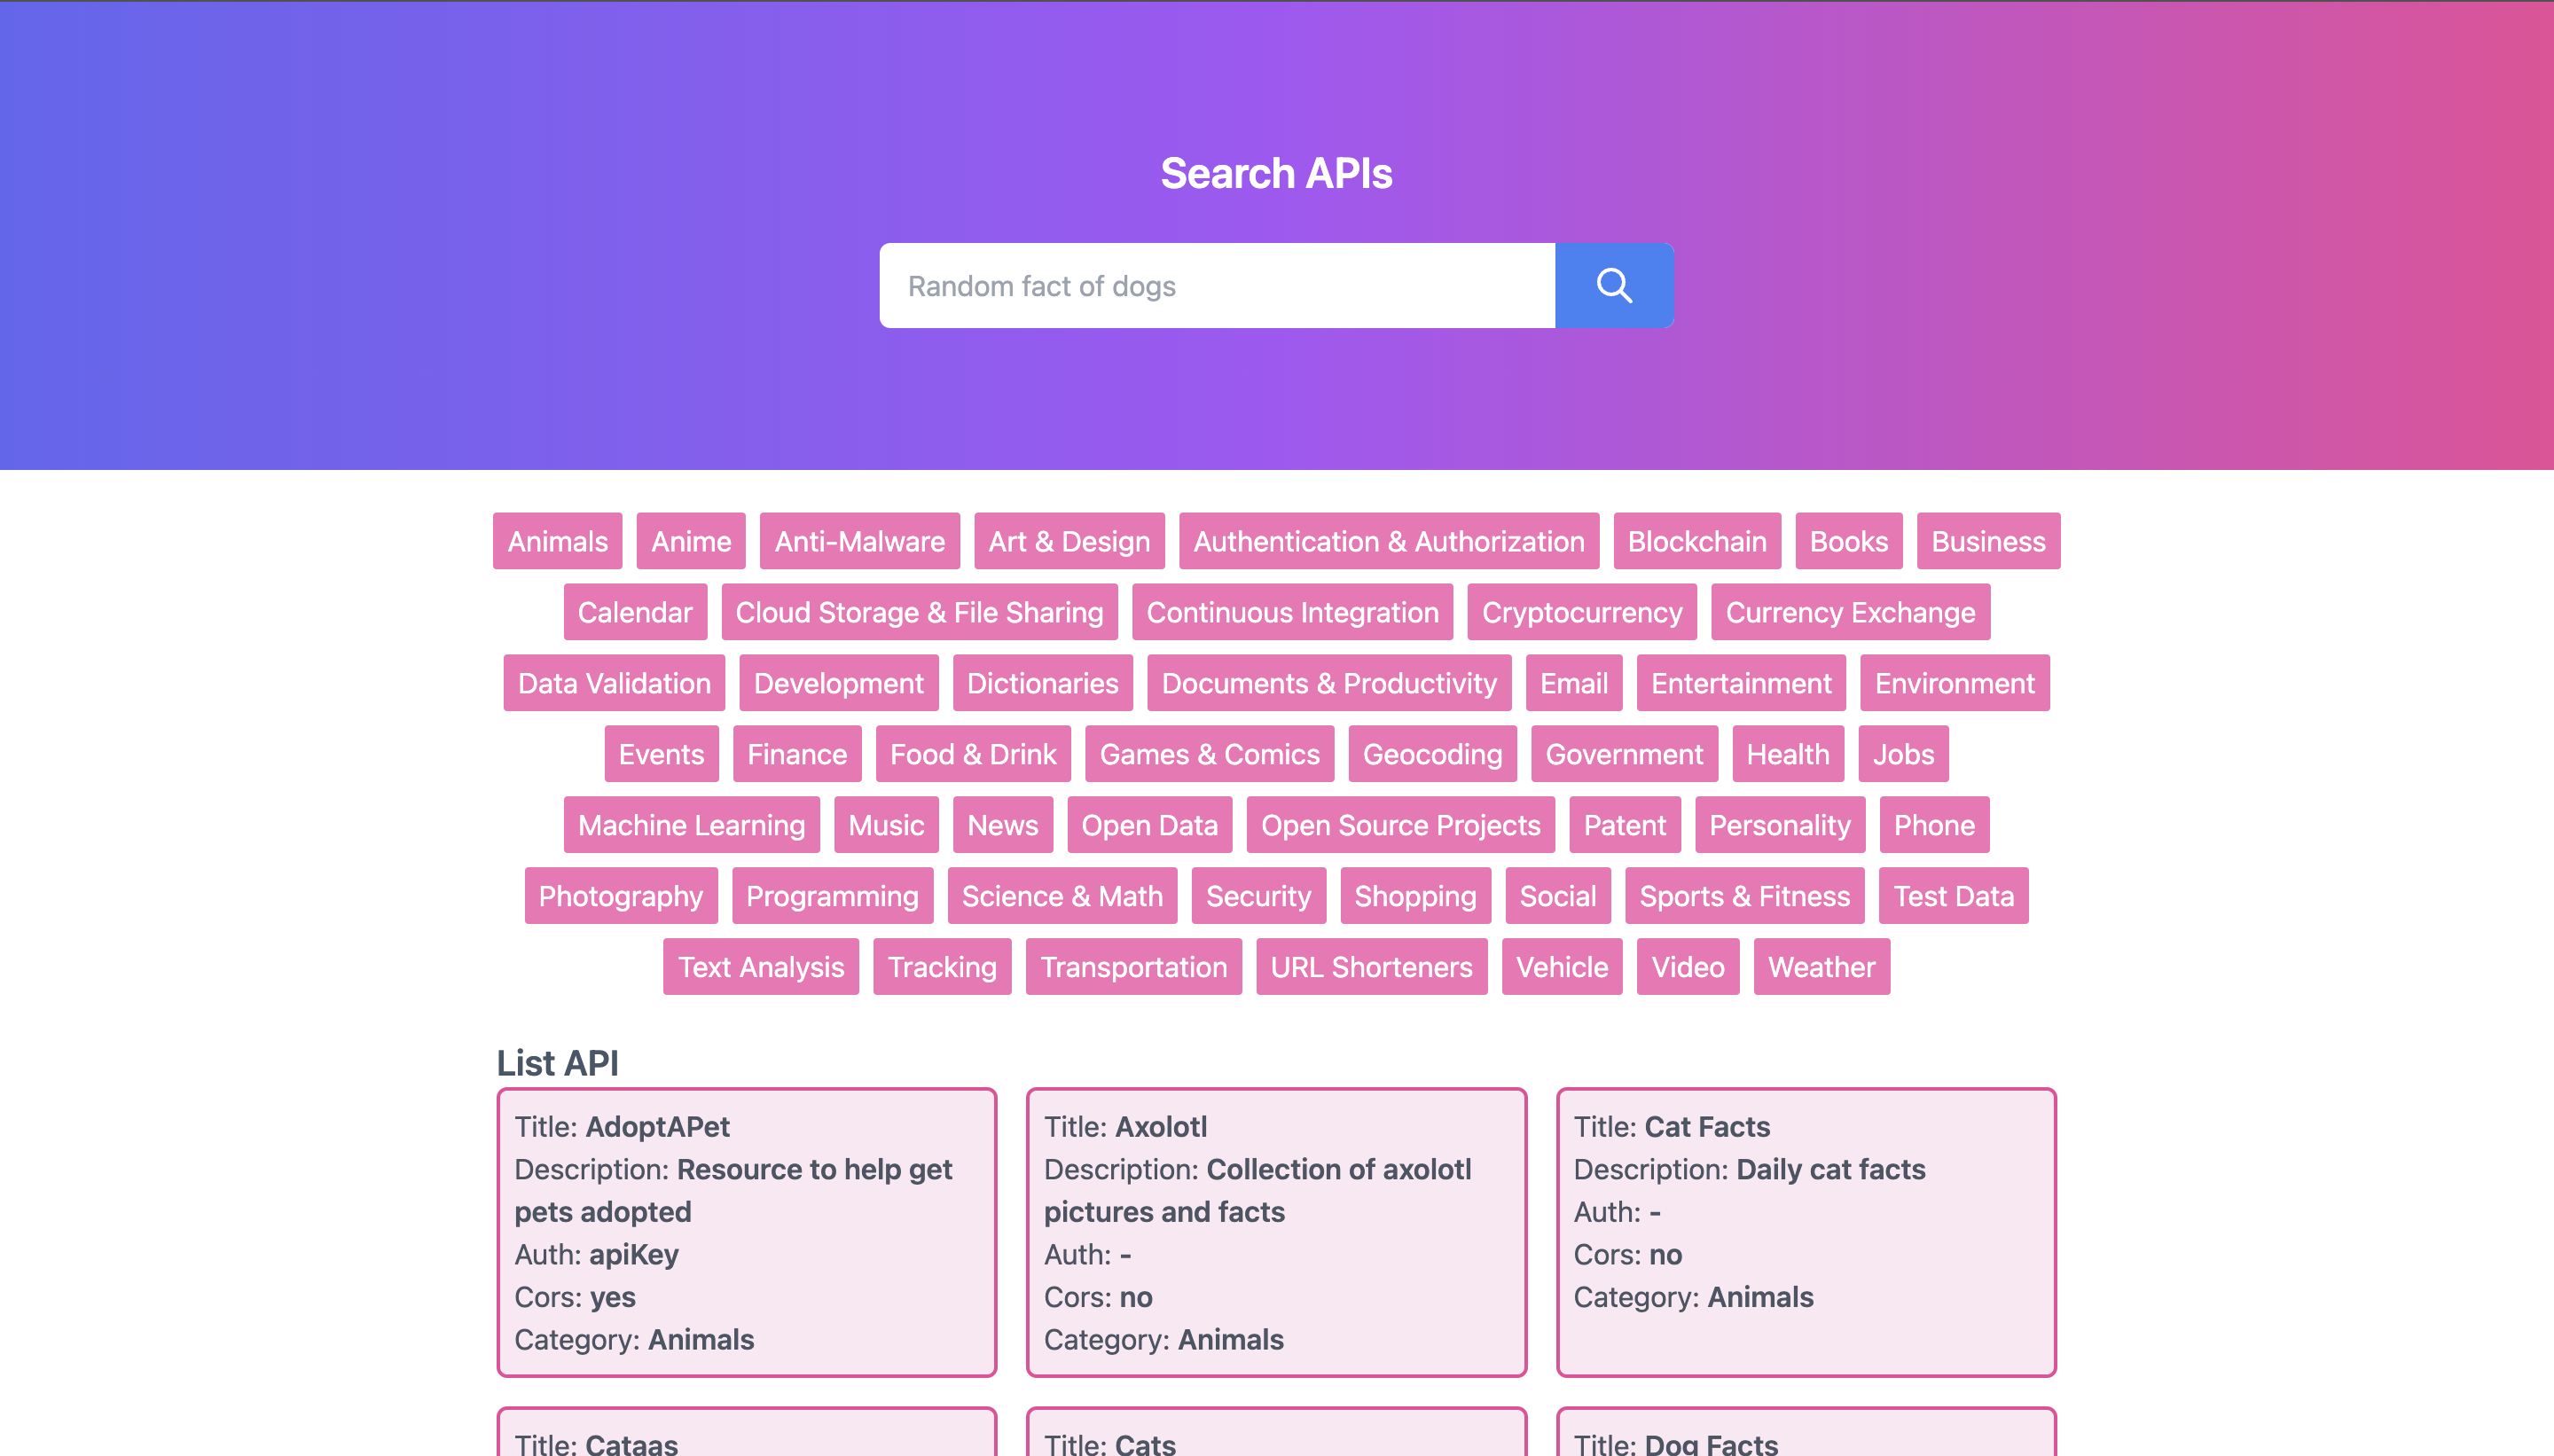 Search APIs
Random fact of dogs
Animals Anime Anti-Malware Art & Design Authentication & Authorization Blockchain Books Business
Calendar Cloud Storage & File Sharing Continuous Integration Cryptocurrency Currency Exchange
Data Validation Development Dictionaries Documents & Productivity Email Entertainment Environment
Events Finance Food & Drink Games & Comics Geocoding Government Health Jobs
Machine Learning Music News Open Data Open Source Projects Patent Personality Phone
Photography Programming Science & Math Security Shopping Social Sports & Fitness Test Data
Text Analysis Tracking Transportation URL Shorteners Vehicle Video Weather
List API
Title: AdoptAPet
Description: Resource to help get
pets adopted
Auth: apiKey
Cors: yes
Category: Animals
Title: Axolotl
Description: Collection of axolotl
pictures and facts
Auth: -
Cors: no
Category: Animals
Title: Cat Facts
Description: Daily cat facts
Auth: -
Cors: no
Category: Animals
Title: Cataas
Title: Cats
Title: Dog Facts